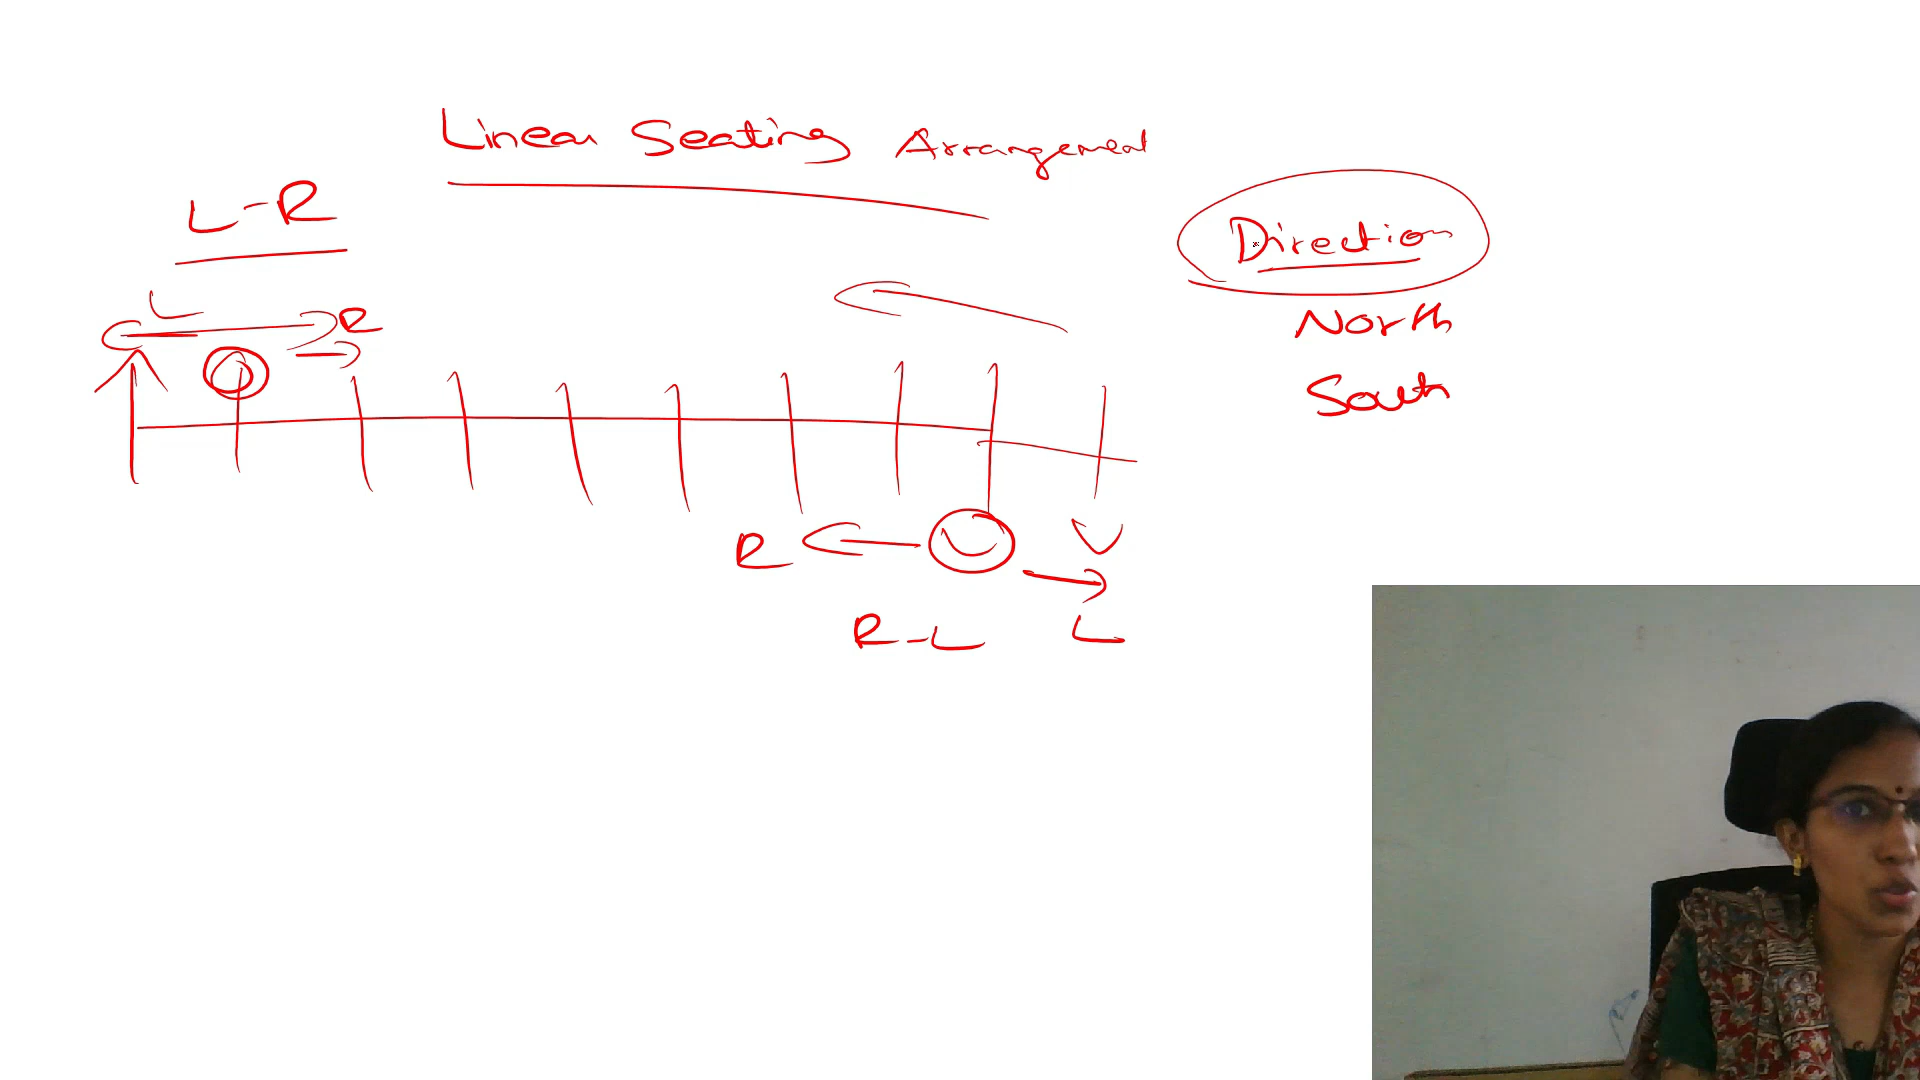 Linear Seating Arrangement
L-R
Direction
L
R
North
South
R
L
R-L